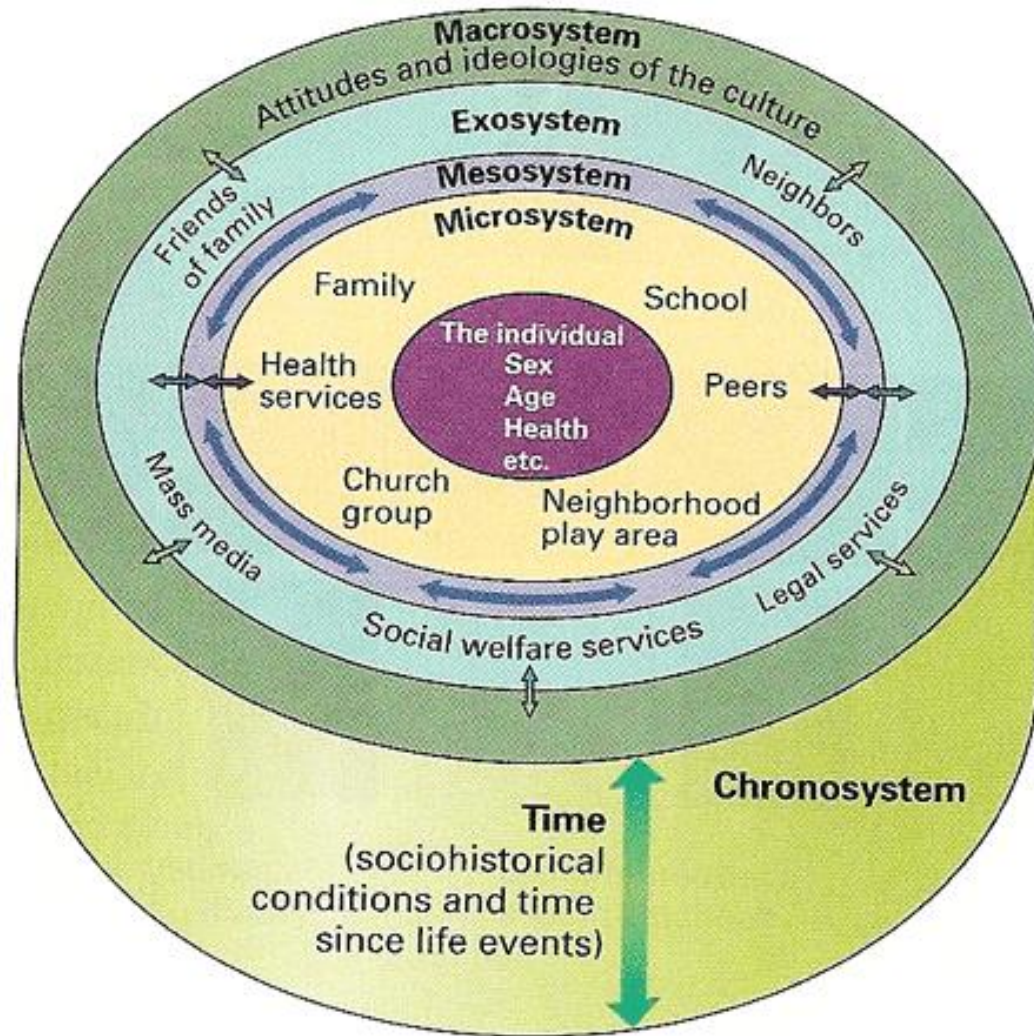 Macrosystem
Attitudes and ideologies of the culture
Exosystem
Mesosystem
Microsystem
Friends
of family
Neighbors
Family
School
The individual
Sex
Age
Health
etc.
Health
services
Peers
Church
group
Neighborhood
play area
Mass media
Legal services
Social welfare services
Chronosystem
Time
(sociohistorical
conditions and time
since life events)